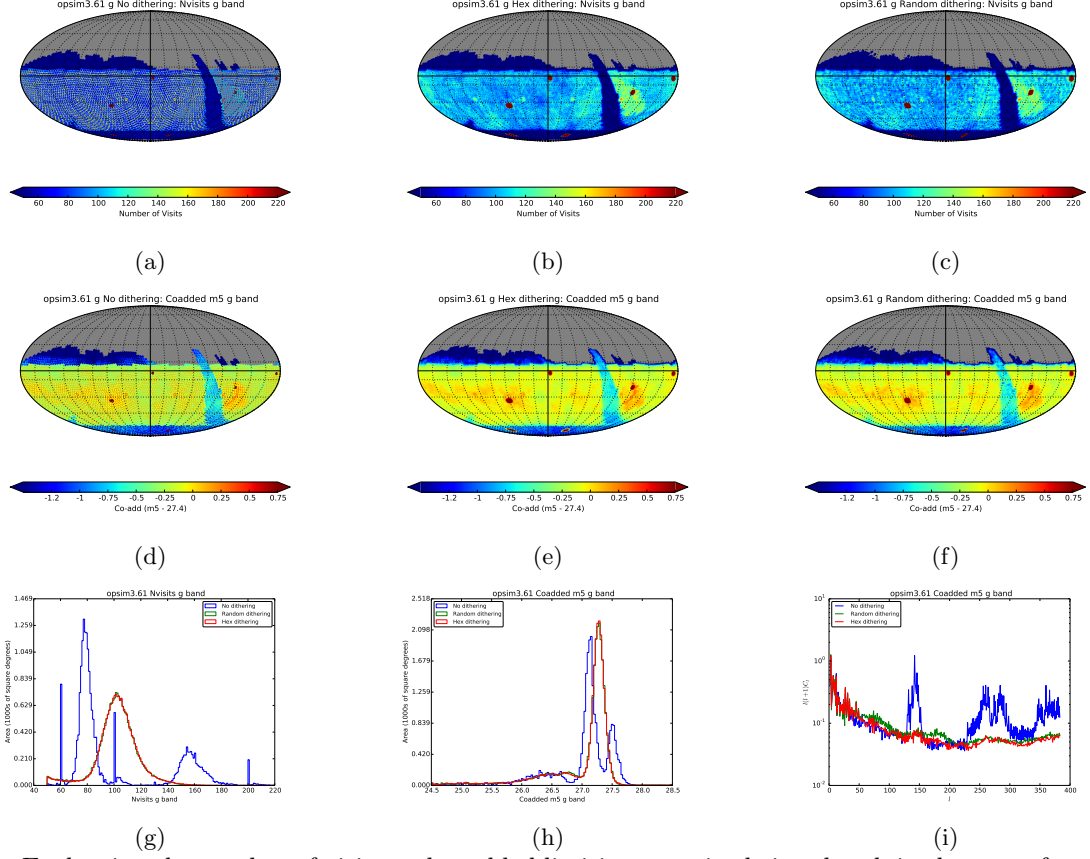 opsim3.61 g No dithering: Nvisits g band
opsim3.61 g Hex dithering: Nvisits g band
opsim3.61 g Random dithering: Nvisits g band
60 80 100 120 140 160 180 200 220
Number of Visits
60 80 100 120 140 160 180 200 220
Number of Visits
60 80 100 120 140 160 180 200 220
Number of Visits
(a)
(b)
(c)
opsim3.61 g No dithering: Coadded m5 g band
opsim3.61 g Hex dithering: Coadded m5 g band
opsim3.61 g Random dithering: Coadded m5 g band
-1.2 -1 -0.75 -0.5 -0.25 0 0.25 0.5 0.75
Co-add (m5 - 27.4)
-1.2 -1 -0.75 -0.5 -0.25 0 0.25 0.5 0.75
Co-add (m5 - 27.4)
-1.2 -1 -0.75 -0.5 -0.25 0 0.25 0.5 0.75
Co-add (m5 - 27.4)
(d)
(e)
(f)
opsim3.61 Nvisits g band
1.469
1.259
1.049
0.839
0.629
0.420
0.210
0.000
Area (1000s of square degrees)
No dithering
Random dithering
Hex dithering
40 60 80 100 120 140 160 180 200 220
Nvisits g band
opsim3.61 Coadded m5 g band
2.518
2.098
1.679
1.259
0.839
0.420
0.000
Area (1000s of square degrees)
No dithering
Random dithering
Hex dithering
24.5 25.0 25.5 26.0 26.5 27.0 27.5 28.0 28.5
Coadded m5 g band
opsim3.61 Coadded m5 g band
10^1
10^0
10^-1
10^-2
l(l+1)C_l
No dithering
Random dithering
Hex dithering
0 50 100 150 200 250 300 350 400
l
(g)
(h)
(i)